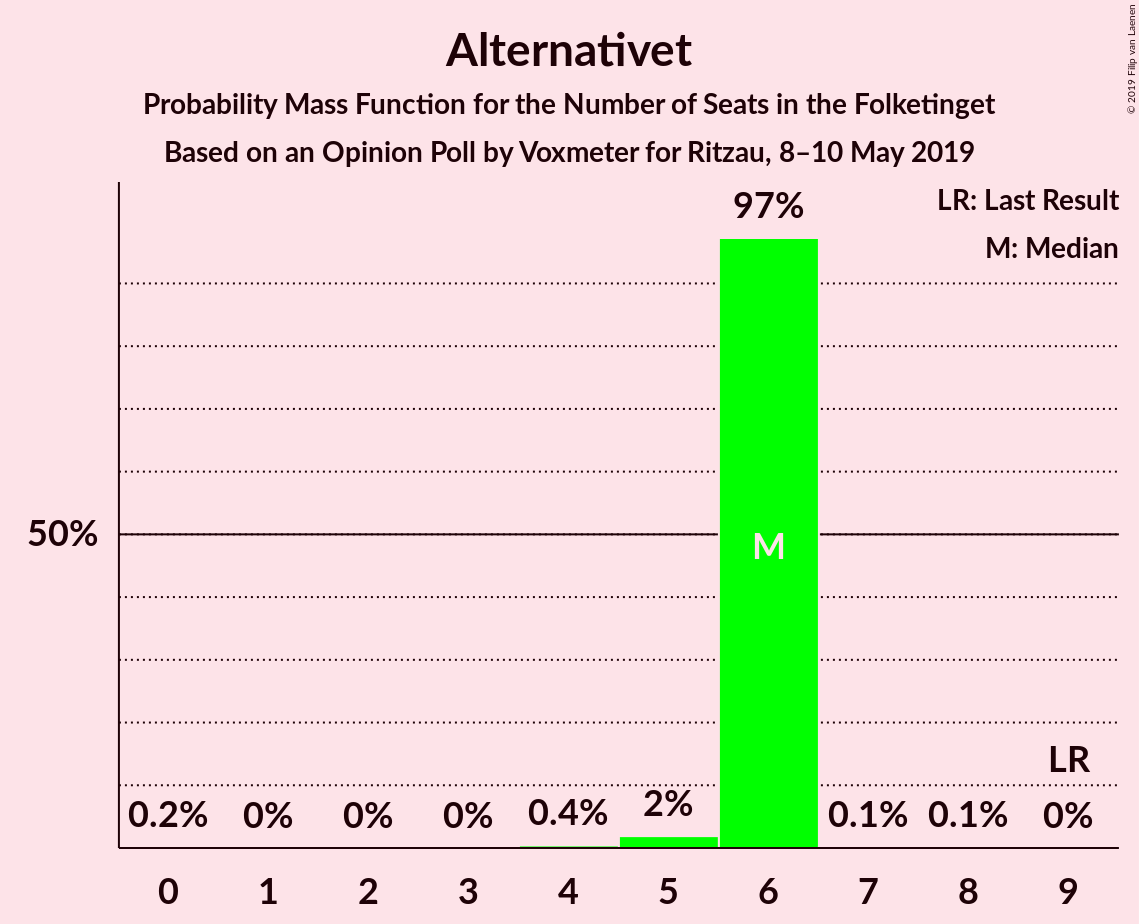 Alternativet
Probability Mass Function for the Number of Seats in the Folketinget
Based on an Opinion Poll by Voxmeter for Ritzau, 8–10 May 2019
© 2019 Filip van Laenen
LR: Last Result
M: Median
97%
50%
M
LR
0.2% 0% 0% 0% 0.4% 2% 0.1% 0.1% 0%
0 1 2 3 4 5 6 7 8 9